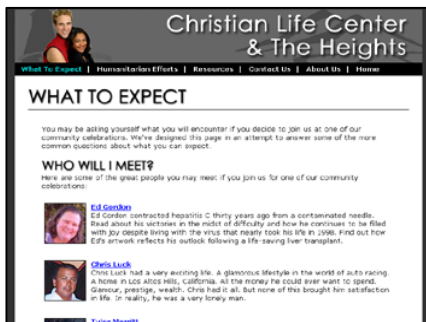 Christian Life Center
& The Heights
What To Expect | Humanitarian Efforts | Resources | Contact Us | About Us | Home
WHAT TO EXPECT
You may be asking yourself what you will encounter if you decide to join us at one of our
community celebrations. We've designed this page in an attempt to answer some of the more
common questions about what you can expect.
WHO WILL I MEET?
Here are some of the great people you may meet if you join us for one of our community
celebrations:
Ed Gordon
Ed Gordon contracted hepatitis C thirty years ago from a contaminated needle.
Read about his victories in the midst of difficulty and how he continues to be filled
with joy despite living with the virus that nearly took his life in 1998. Find out how
Ed's artwork reflects his outlook following a life-saving liver transplant.
Chris Luck
Chris Luck had a very exciting life. A glamorous lifestyle in the world of auto racing.
A home in Los Altos Hills, California. All the money he could ever want to spend.
Glamour, prestige, wealth. Chris had it all. But none of this brought him satisfaction
in life. In reality, he was a very lonely man.